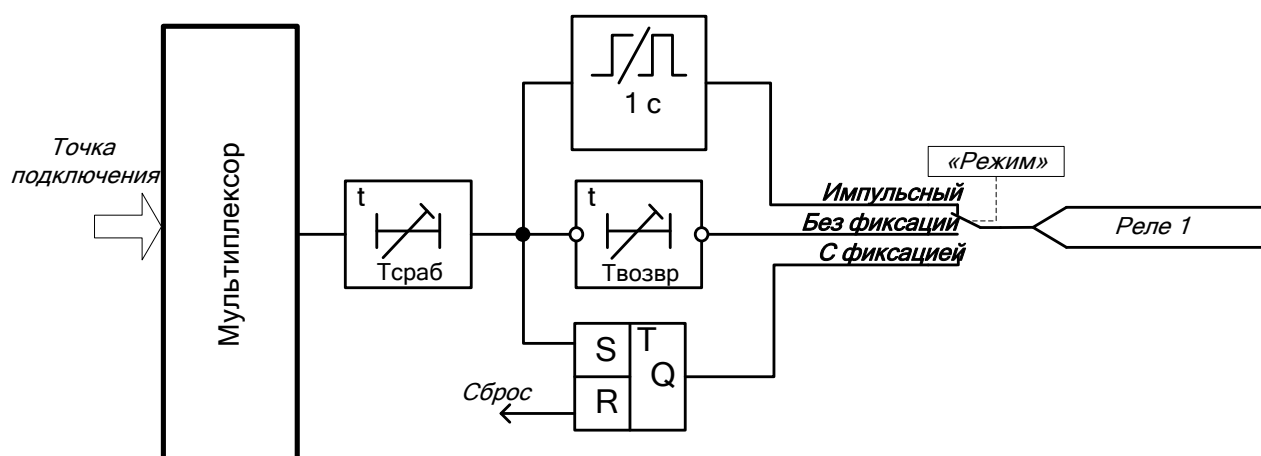 Точка
подключения
Мультиплексор
t
Тсраб
1 с
t
Твозвр
S
R
T
Q
Сброс
«Режим»
Импульсный
Без фиксаций
С фиксацией
Реле 1